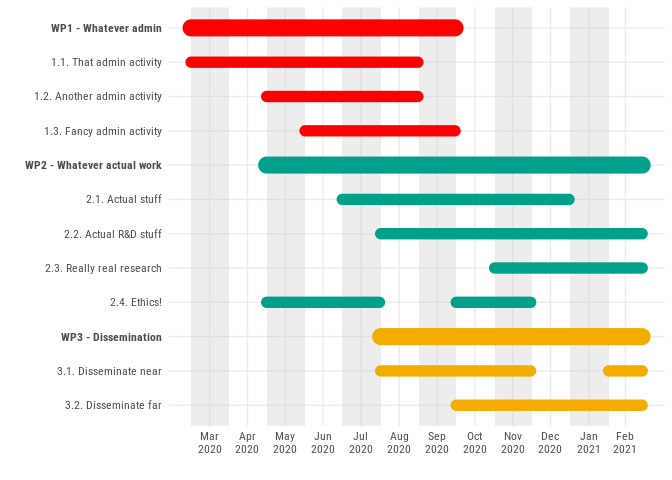 WP1 - Whatever admin
1.1. That admin activity
1.2. Another admin activity
1.3. Fancy admin activity
WP2 - Whatever actual work
2.1. Actual stuff
2.2. Actual R&D stuff
2.3. Really real research
2.4. Ethics!
WP3 - Dissemination
3.1. Disseminate near
3.2. Disseminate far
Mar Apr May Jun Jul Aug Sep Oct Nov Dec Jan Feb
2020 2020 2020 2020 2020 2020 2020 2020 2020 2020 2021 2021